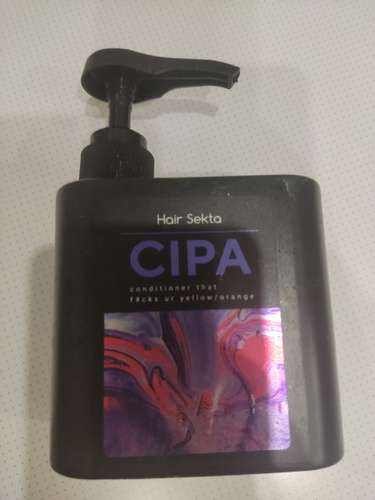 Hair Sekta
CIPA
conditioner that
f#cks ur yellow/orange